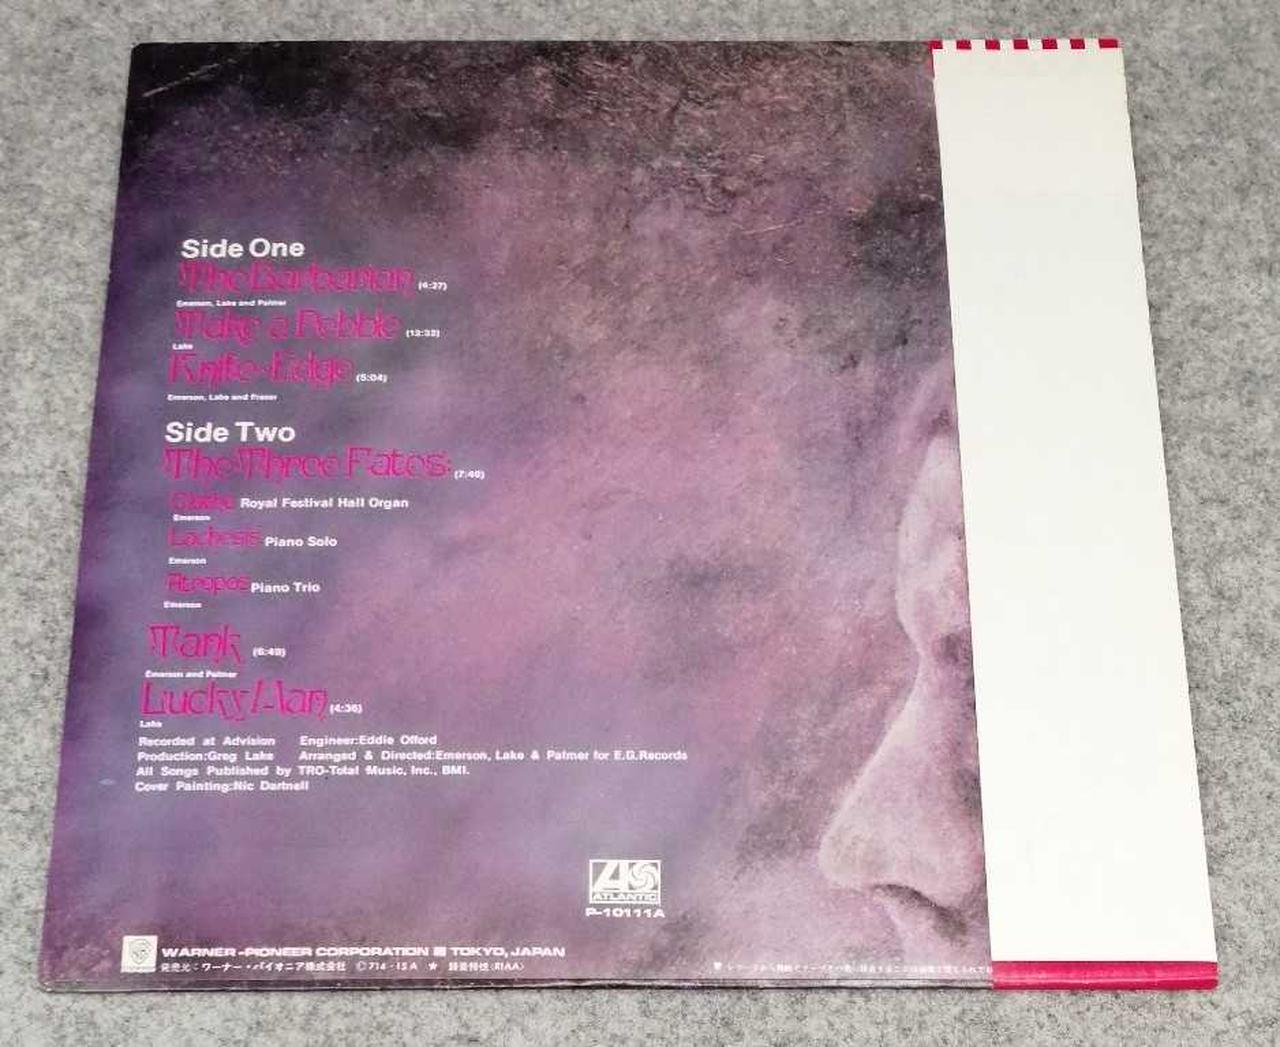 Side One
The Barbarian (4:27)
Emerson, Lake and Palmer
Take a Pebble (12:32)
Lake
Knife-Edge (5:04)
Emerson, Lake and Fraser
Side Two
The Three Fates: (7:46)
Clotho Royal Festival Hall Organ
Emerson
Lachesis Piano Solo
Emerson
Atropos Piano Trio
Emerson
Tank (6:49)
Emerson and Palmer
Lucky Man (4:36)
Lake
Recorded at Advision Engineer:Eddie Offord
Production:Greg Lake Arranged & Directed:Emerson, Lake & Palmer for E.G.Records
All Songs Published by TRO-Total Music, Inc., BMI.
Cover Painting:Nic Dartnell
ATLANTIC
P-10111A
WARNER-PIONEER CORPORATION TOKYO, JAPAN
発売元:ワーナー・パイオニア株式会社 Ⓒ714・15A ★ 録音特性(RIAA)